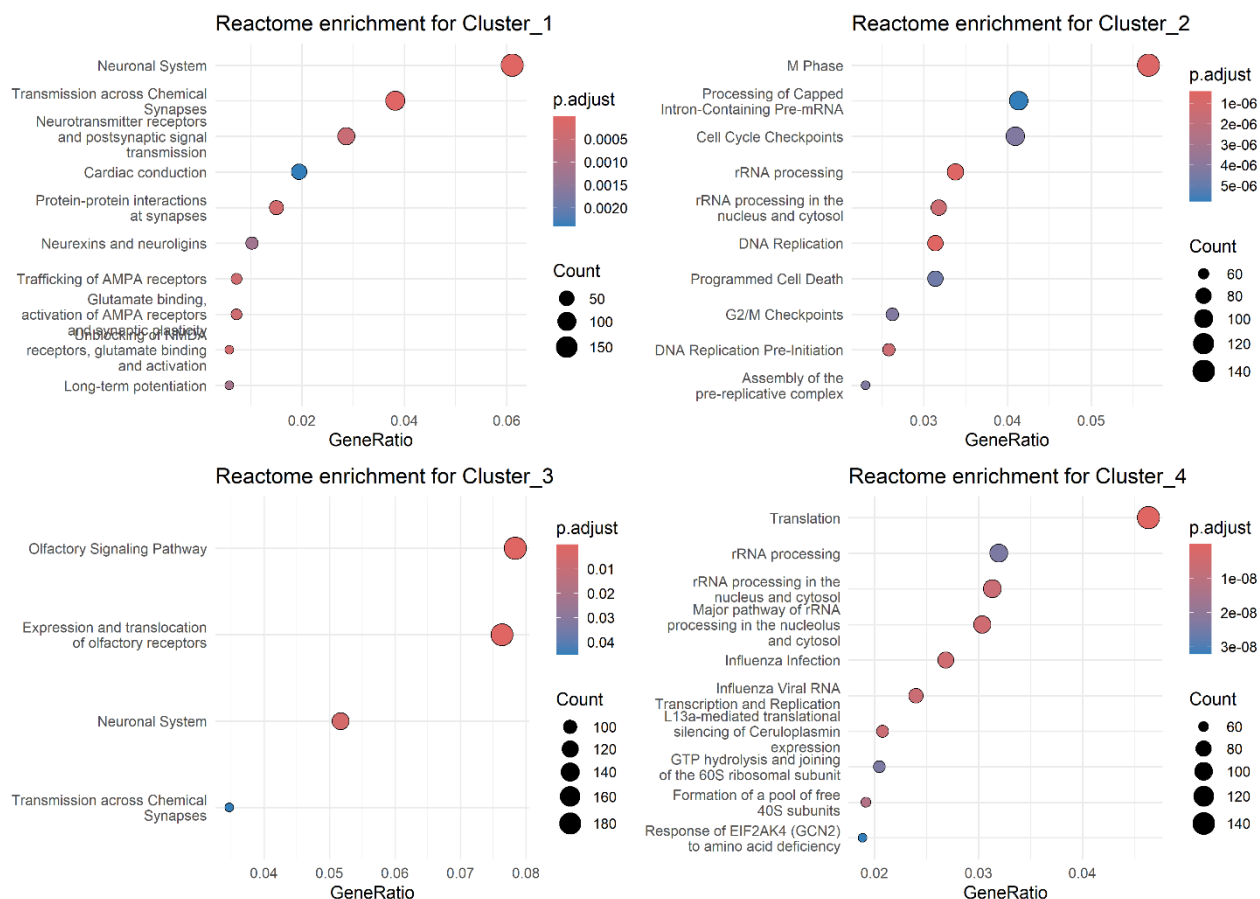 Reactome enrichment for Cluster_1
Neuronal System
Transmission across Chemical
Synapses
Neurotransmitter receptors
and postsynaptic signal
transmission
Cardiac conduction
Protein-protein interactions
at synapses
Neurexins and neuroligins
Trafficking of AMPA receptors
Glutamate binding,
activation of AMPA receptors
and synaptic plasticity
Unblocking of NMDA
receptors, glutamate binding
and activation
Long-term potentiation
0.02
0.04
0.06
GeneRatio
p.adjust
0.0005
0.0010
0.0015
0.0020
Count
50
100
150
Reactome enrichment for Cluster_2
M Phase
Processing of Capped
Intron-Containing Pre-mRNA
Cell Cycle Checkpoints
rRNA processing
rRNA processing in the
nucleus and cytosol
DNA Replication
Programmed Cell Death
G2/M Checkpoints
DNA Replication Pre-Initiation
Assembly of the
pre-replicative complex
0.03
0.04
0.05
GeneRatio
p.adjust
1e-06
2e-06
3e-06
4e-06
5e-06
Count
60
80
100
120
140
Reactome enrichment for Cluster_3
Olfactory Signaling Pathway
Expression and translocation
of olfactory receptors
Neuronal System
Transmission across Chemical
Synapses
0.04
0.05
0.06
0.07
0.08
GeneRatio
p.adjust
0.01
0.02
0.03
0.04
Count
100
120
140
160
180
Reactome enrichment for Cluster_4
Translation
rRNA processing
rRNA processing in the
nucleus and cytosol
Major pathway of rRNA
processing in the nucleolus
and cytosol
Influenza Infection
Influenza Viral RNA
Transcription and Replication
L13a-mediated translational
silencing of Ceruloplasmin
expression
GTP hydrolysis and joining
of the 60S ribosomal subunit
Formation of a pool of free
40S subunits
Response of EIF2AK4 (GCN2)
to amino acid deficiency
0.02
0.03
0.04
GeneRatio
p.adjust
1e-08
2e-08
3e-08
Count
60
80
100
120
140